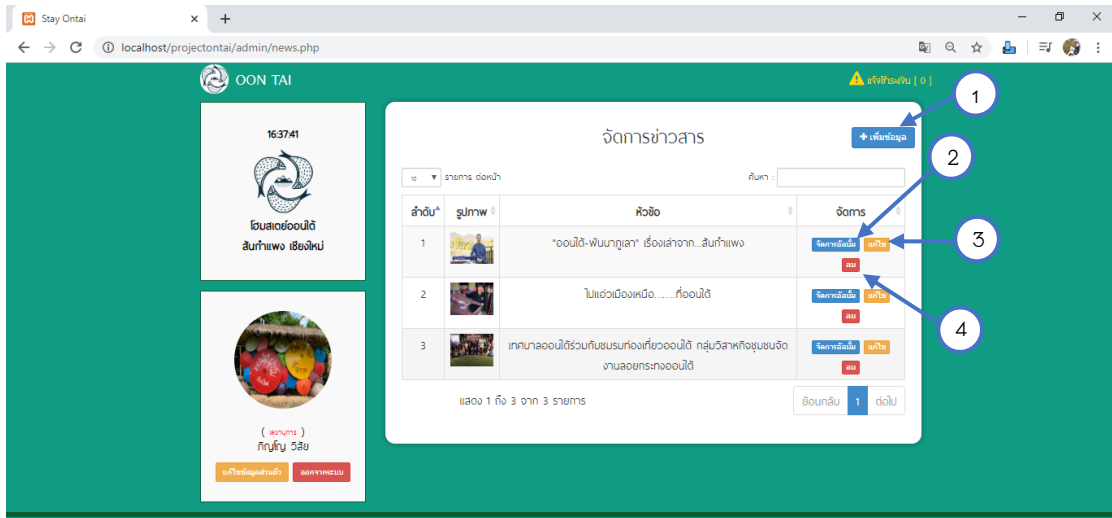 Stay Ontai
localhost/projectontai/admin/news.php
OON TAI
แจ้งชำระเงิน [ 0 ]
1
16:37:41
โฮมสเตย์ออนใต้
สันกำแพง เชียงใหม่
จัดการข่าวสาร
+ เพิ่มข้อมูล
2
10 รายการ ต่อหน้า
ค้นหา :
ลำดับ รูปภาพ หัวข้อ จัดการ
1 "ออนใต้-พันนาภูเลา" เรื่องเล่าจาก...สันกำแพง จัดการอัลบั้ม แก้ไข
ลบ
3
2 ไปแอ่วเมืองเหนือ........ที่ออนใต้ จัดการอัลบั้ม แก้ไข
ลบ
4
3 เทศบาลออนใต้ร่วมกับชมรมท่องเที่ยวออนใต้ กลุ่มวิสาหกิจชุมชนจัด จัดการอัลบั้ม แก้ไข
งานลอยกระทงออนใต้ ลบ
แสดง 1 ถึง 3 จาก 3 รายการ
ย้อนกลับ 1 ต่อไป
( เลขานุการ )
ภิญโญ วิสัย
แก้ไขข้อมูลส่วนตัว ออกจากระบบ